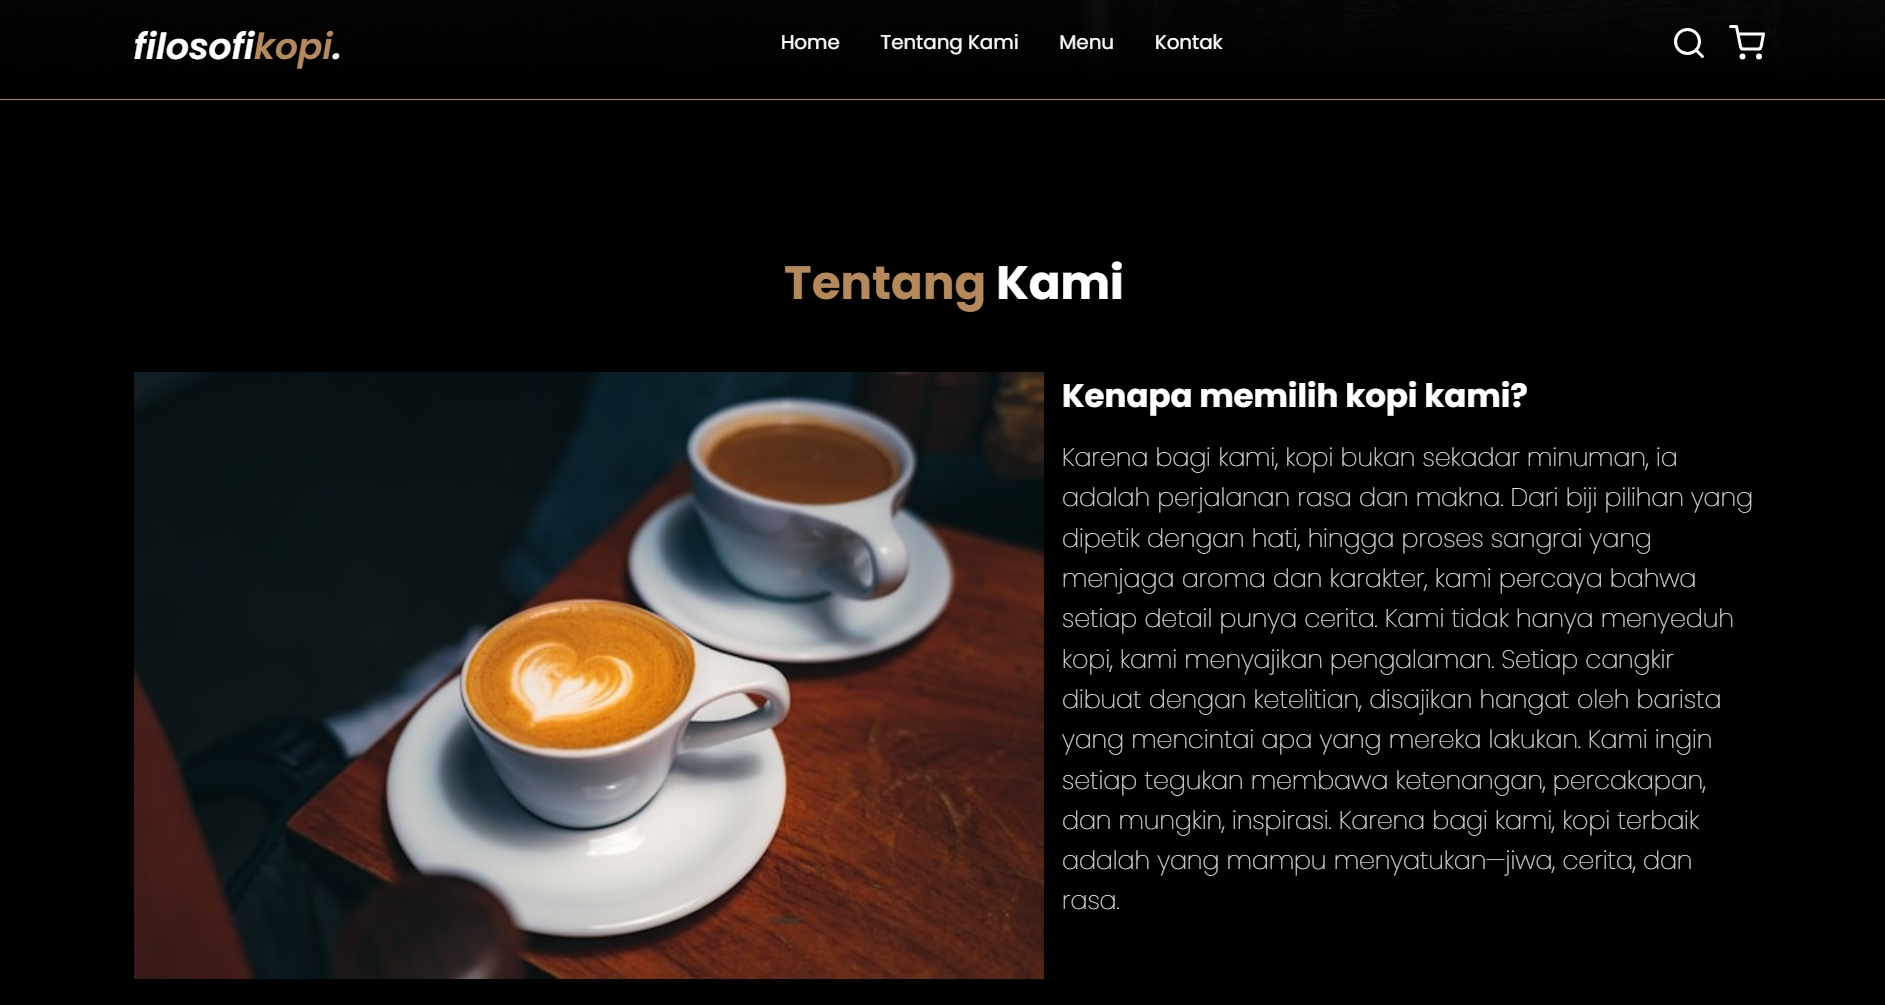 filosofikopi.
Home
Tentang Kami
Menu
Kontak
Tentang Kami
Kenapa memilih kopi kami?
Karena bagi kami, kopi bukan sekadar minuman, ia
adalah perjalanan rasa dan makna. Dari biji pilihan yang
dipetik dengan hati, hingga proses sangrai yang
menjaga aroma dan karakter, kami percaya bahwa
setiap detail punya cerita. Kami tidak hanya menyeduh
kopi, kami menyajikan pengalaman. Setiap cangkir
dibuat dengan ketelitian, disajikan hangat oleh barista
yang mencintai apa yang mereka lakukan. Kami ingin
setiap tegukan membawa ketenangan, percakapan,
dan mungkin, inspirasi. Karena bagi kami, kopi terbaik
adalah yang mampu menyatukan—jiwa, cerita, dan
rasa.